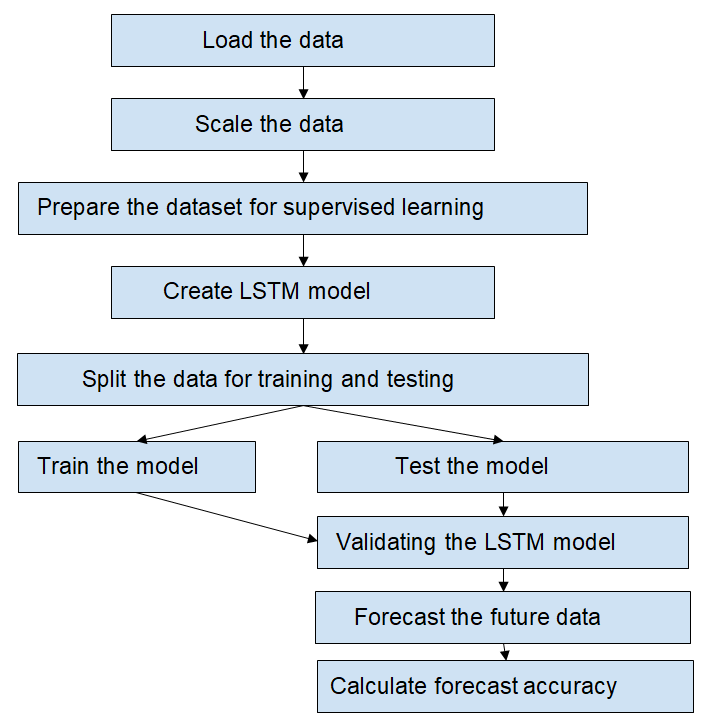 Load the data
Scale the data
Prepare the dataset for supervised learning
Create LSTM model
Split the data for training and testing
Train the model
Test the model
Validating the LSTM model
Forecast the future data
Calculate forecast accuracy